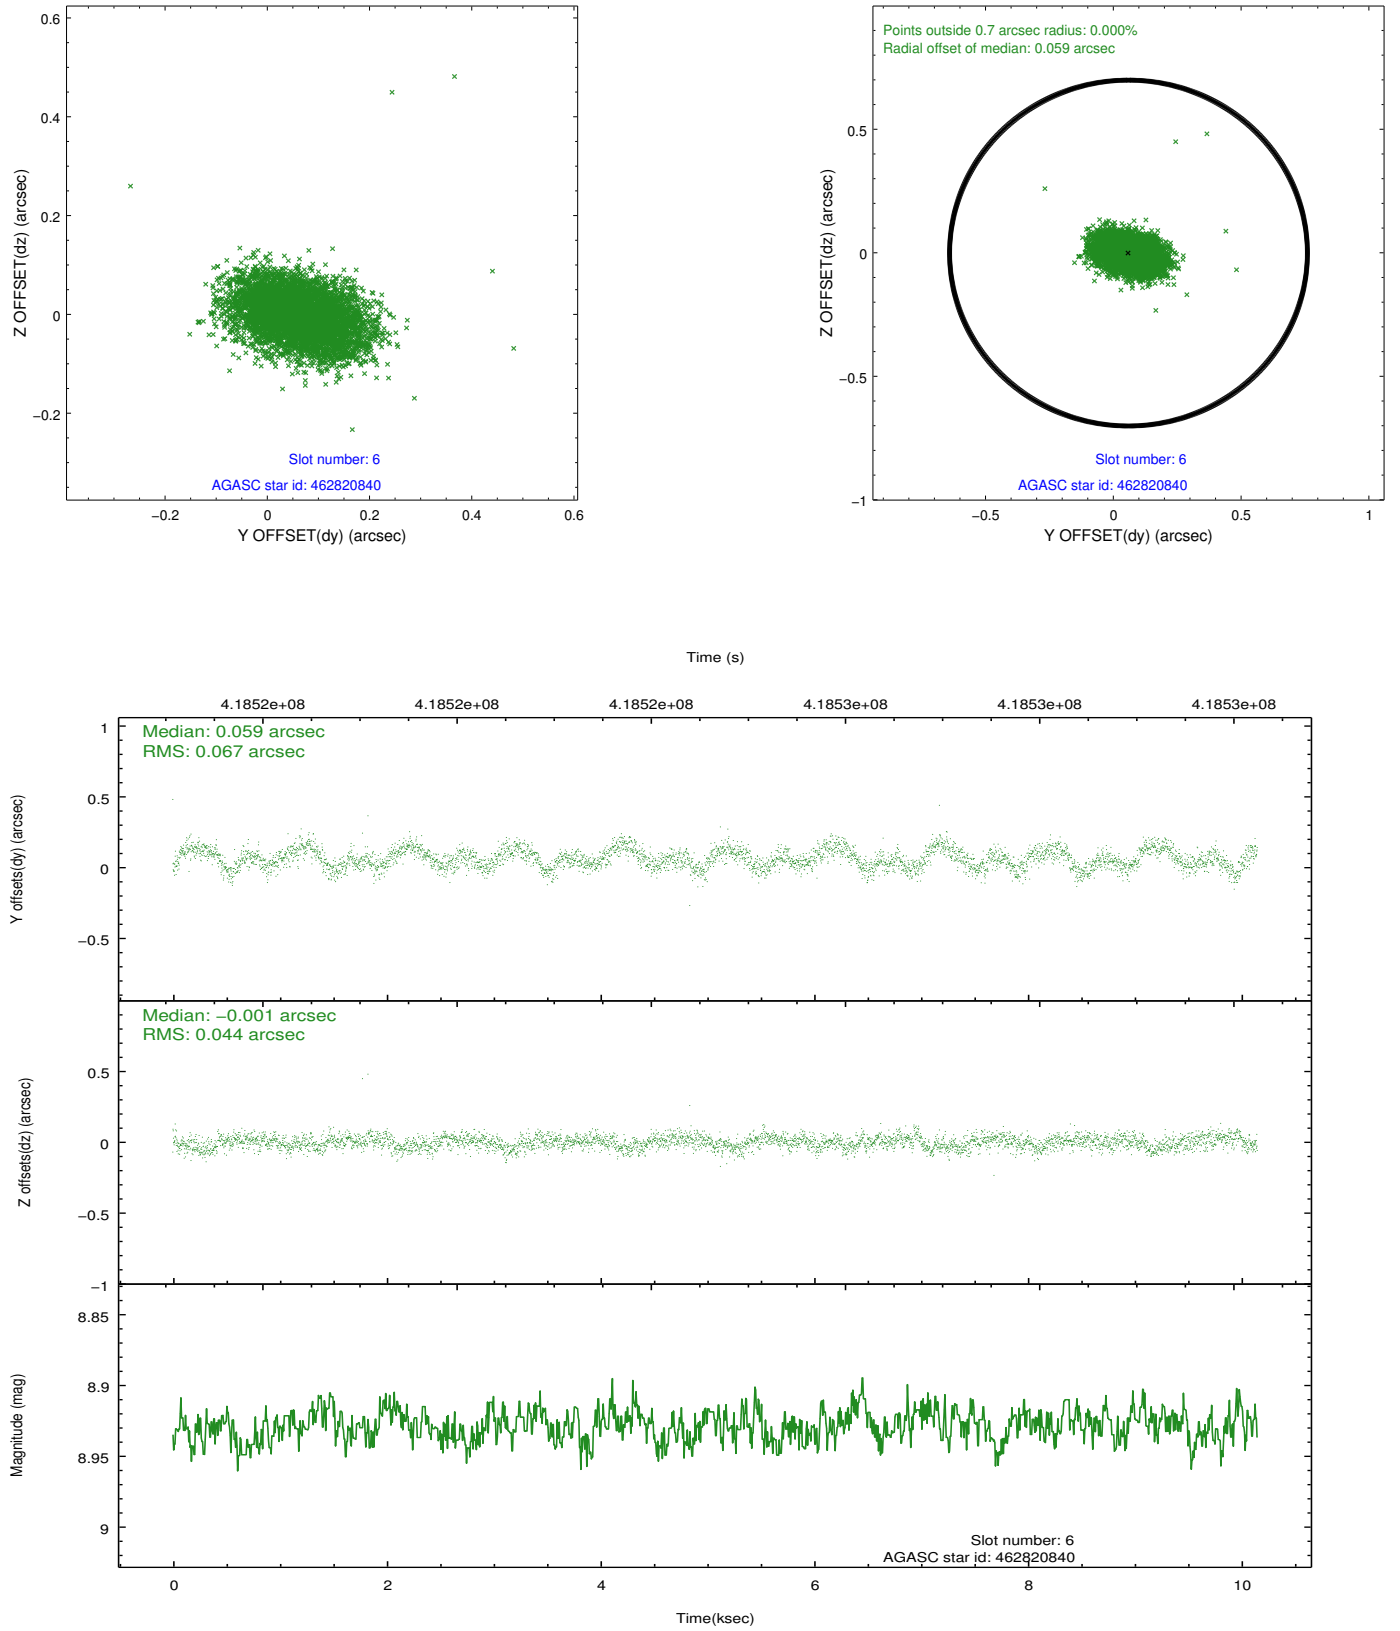 0.6
0.4
0.2
0
−0.2
Z OFFSET(dz) (arcsec)
Slot number: 6
AGASC star id: 462820840
−0.2
0
0.2
0.4
0.6
Y OFFSET(dy) (arcsec)
Points outside 0.7 arcsec radius: 0.000%
Radial offset of median: 0.059 arcsec
0.5
0
−0.5
−1
Z OFFSET(dz) (arcsec)
Slot number: 6
AGASC star id: 462820840
−0.5
0
0.5
1
Y OFFSET(dy) (arcsec)
Time (s)
4.1852e+08
4.1852e+08
4.1852e+08
4.1853e+08
4.1853e+08
4.1853e+08
Median: 0.059 arcsec
RMS: 0.067 arcsec
1
0.5
0
−0.5
Y offsets(dy) (arcsec)
Median: −0.001 arcsec
RMS: 0.044 arcsec
0.5
0
−0.5
−1
Z offsets(dz) (arcsec)
8.85
8.9
8.95
9
Magnitude (mag)
Slot number: 6
AGASC star id: 462820840
0
2
4
6
8
10
Time(ksec)